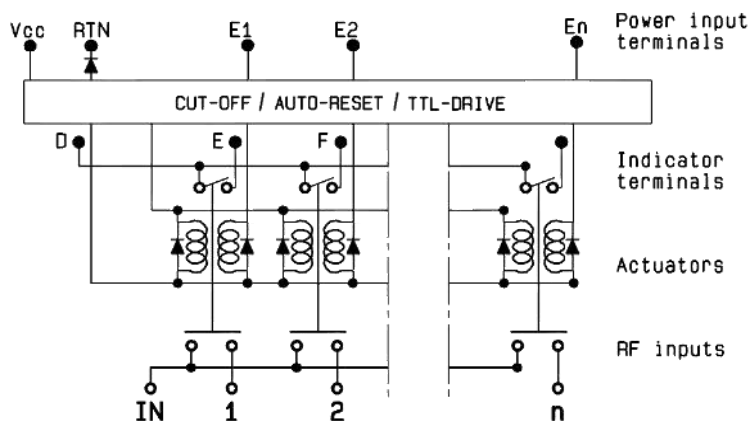 Vcc RTN E1 E2 En Power input
terminals
CUT-OFF / AUTO-RESET / TTL-DRIVE
D E F Indicator
terminals
Actuators
RF inputs
IN 1 2 n